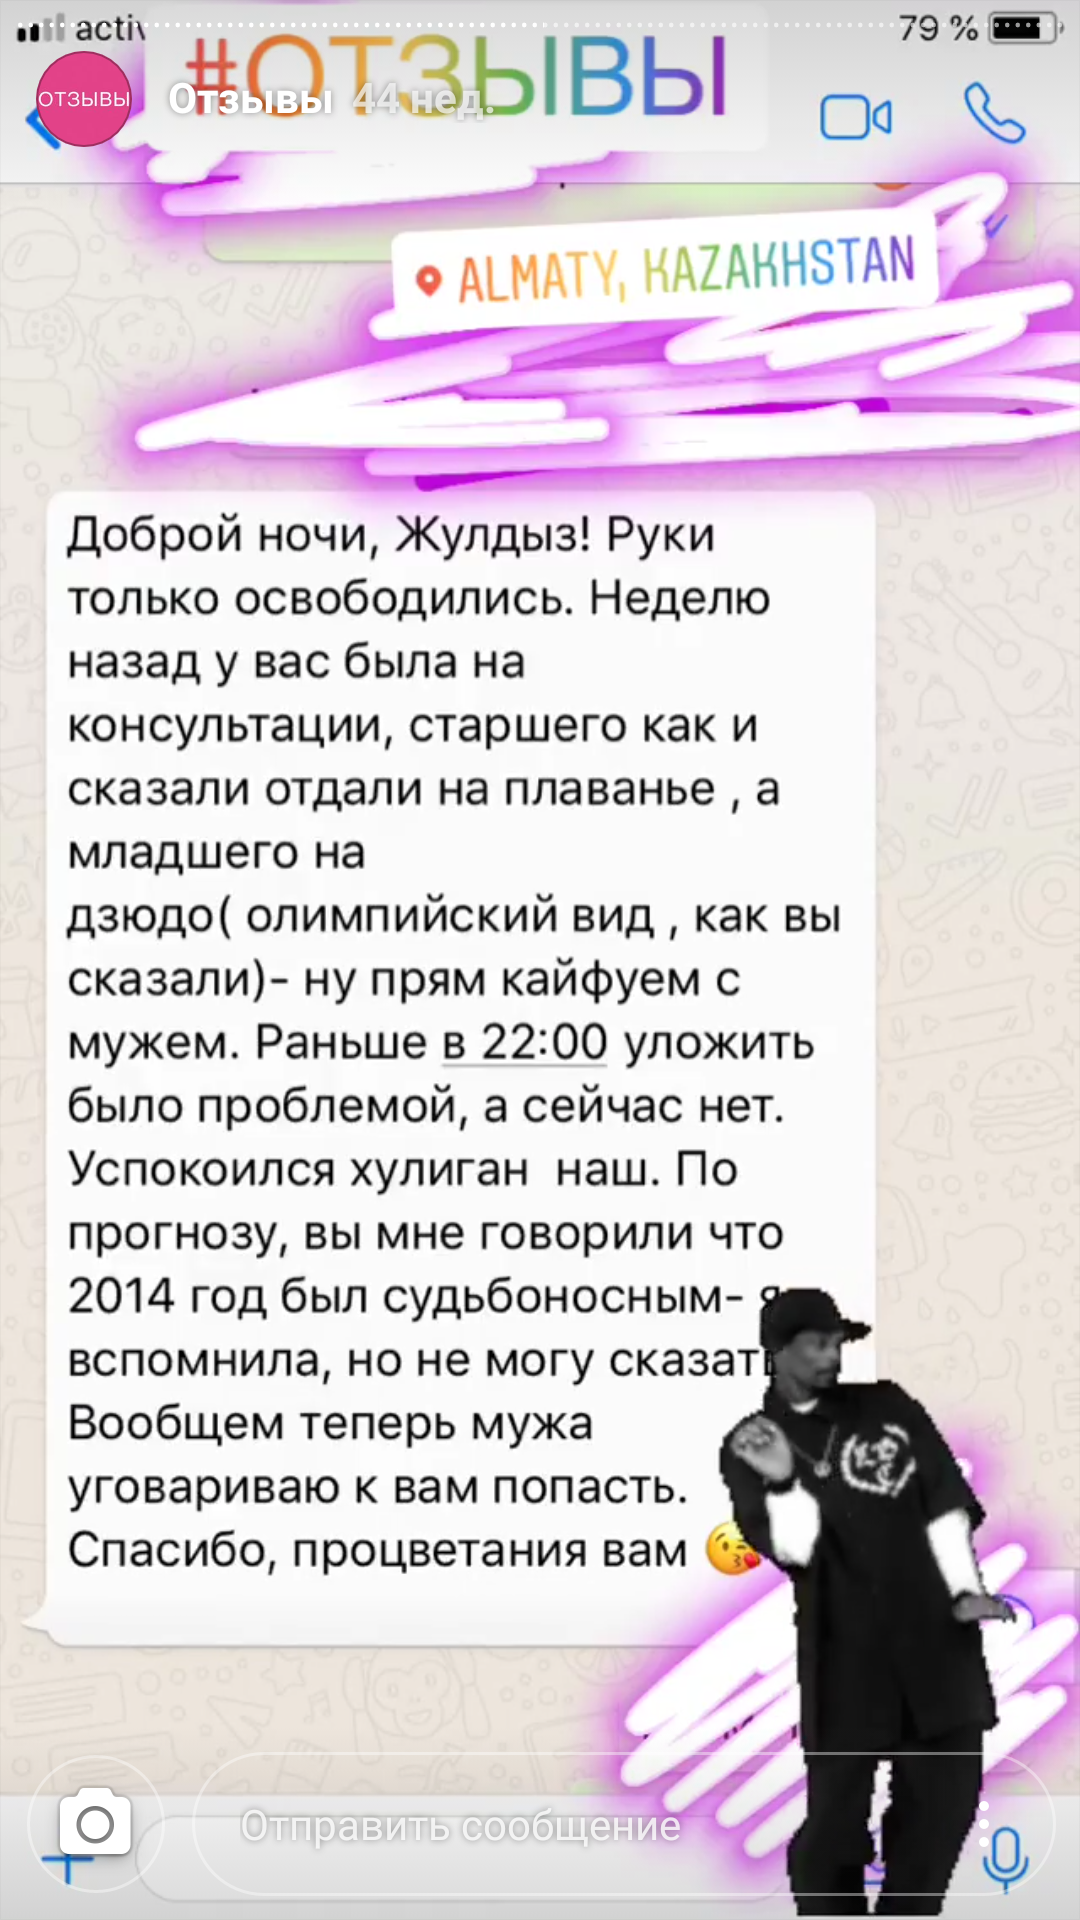 activ
79 %
#ОТЗЫВЫ
ОТЗЫВЫ
Отзывы 44 нед.
ALMATY, KAZAKHSTAN
Доброй ночи, Жулдыз! Руки
только освободились. Неделю
назад у вас была на
консультации, старшего как и
сказали отдали на плаванье , а
младшего на
дзюдо( олимпийский вид , как вы
сказали)- ну прям кайфуем с
мужем. Раньше в 22:00 уложить
было проблемой, а сейчас нет.
Успокоился хулиган  наш. По
прогнозу, вы мне говорили что
2014 год был судьбоносным- я
вспомнила, но не могу сказать
Вообщем теперь мужа
уговариваю к вам попасть.
Спасибо, процветания вам 😘
Отправить сообщение